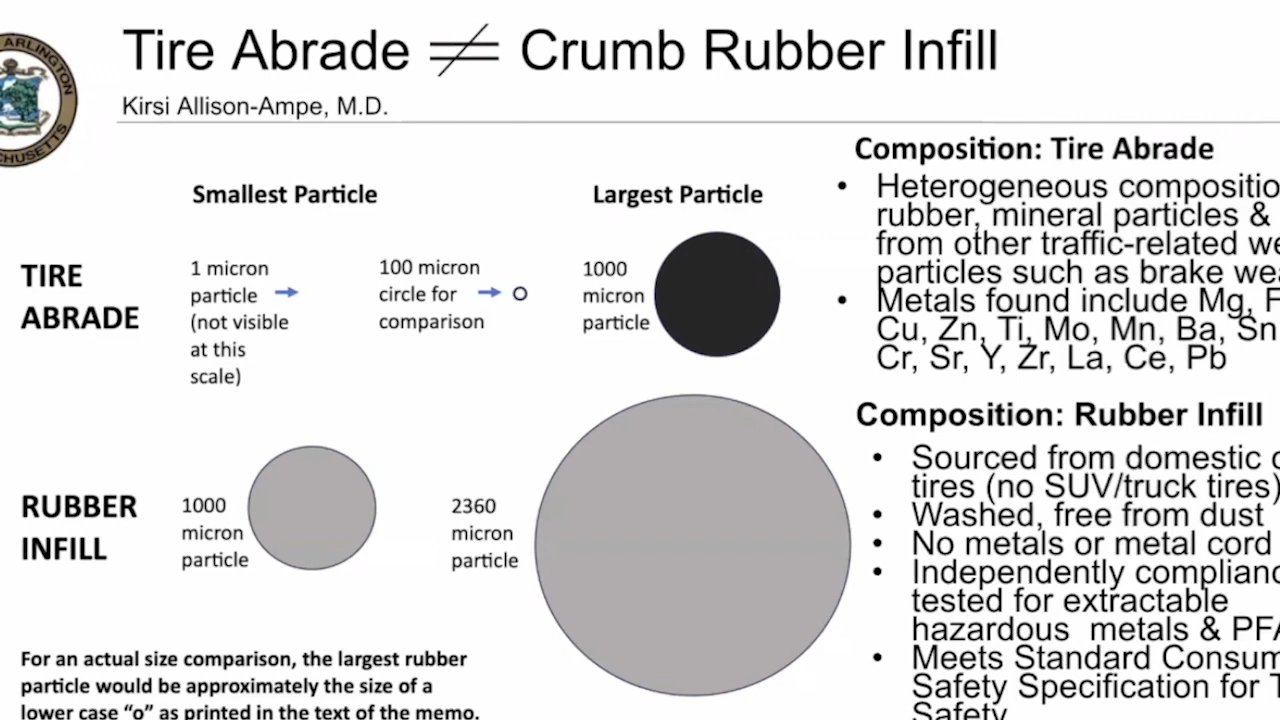 Tire Abrade ≠ Crumb Rubber Infill
Kirsi Allison-Ampe, M.D.
ARLINGTON
Smallest Particle
Largest Particle
TIRE
ABRADE
1 micron
particle
(not visible
at this
scale)
100 micron
circle for
comparison
1000
micron
particle
RUBBER
INFILL
1000
micron
particle
2360
micron
particle
For an actual size comparison, the largest rubber
particle would be approximately the size of a
lower case “o” as printed in the text of the memo.
Composition: Tire Abrade
• Heterogeneous
rubber, mineral particles &
from other traffic-related
particles such as brake
• Metals found include Mg,
Cu, Zn, Ti, Mo, Mn, Ba, Sn
Cr, Sr, Y, Zr, La, Ce, Pb
Composition: Rubber Infill
• Sourced from domestic
tires (no SUV/truck tires)
• Washed, free from dust
• No metals or metal cord
• Independently
tested for extractable
hazardous metals &
• Meets Standard
Safety Specification for
Safety